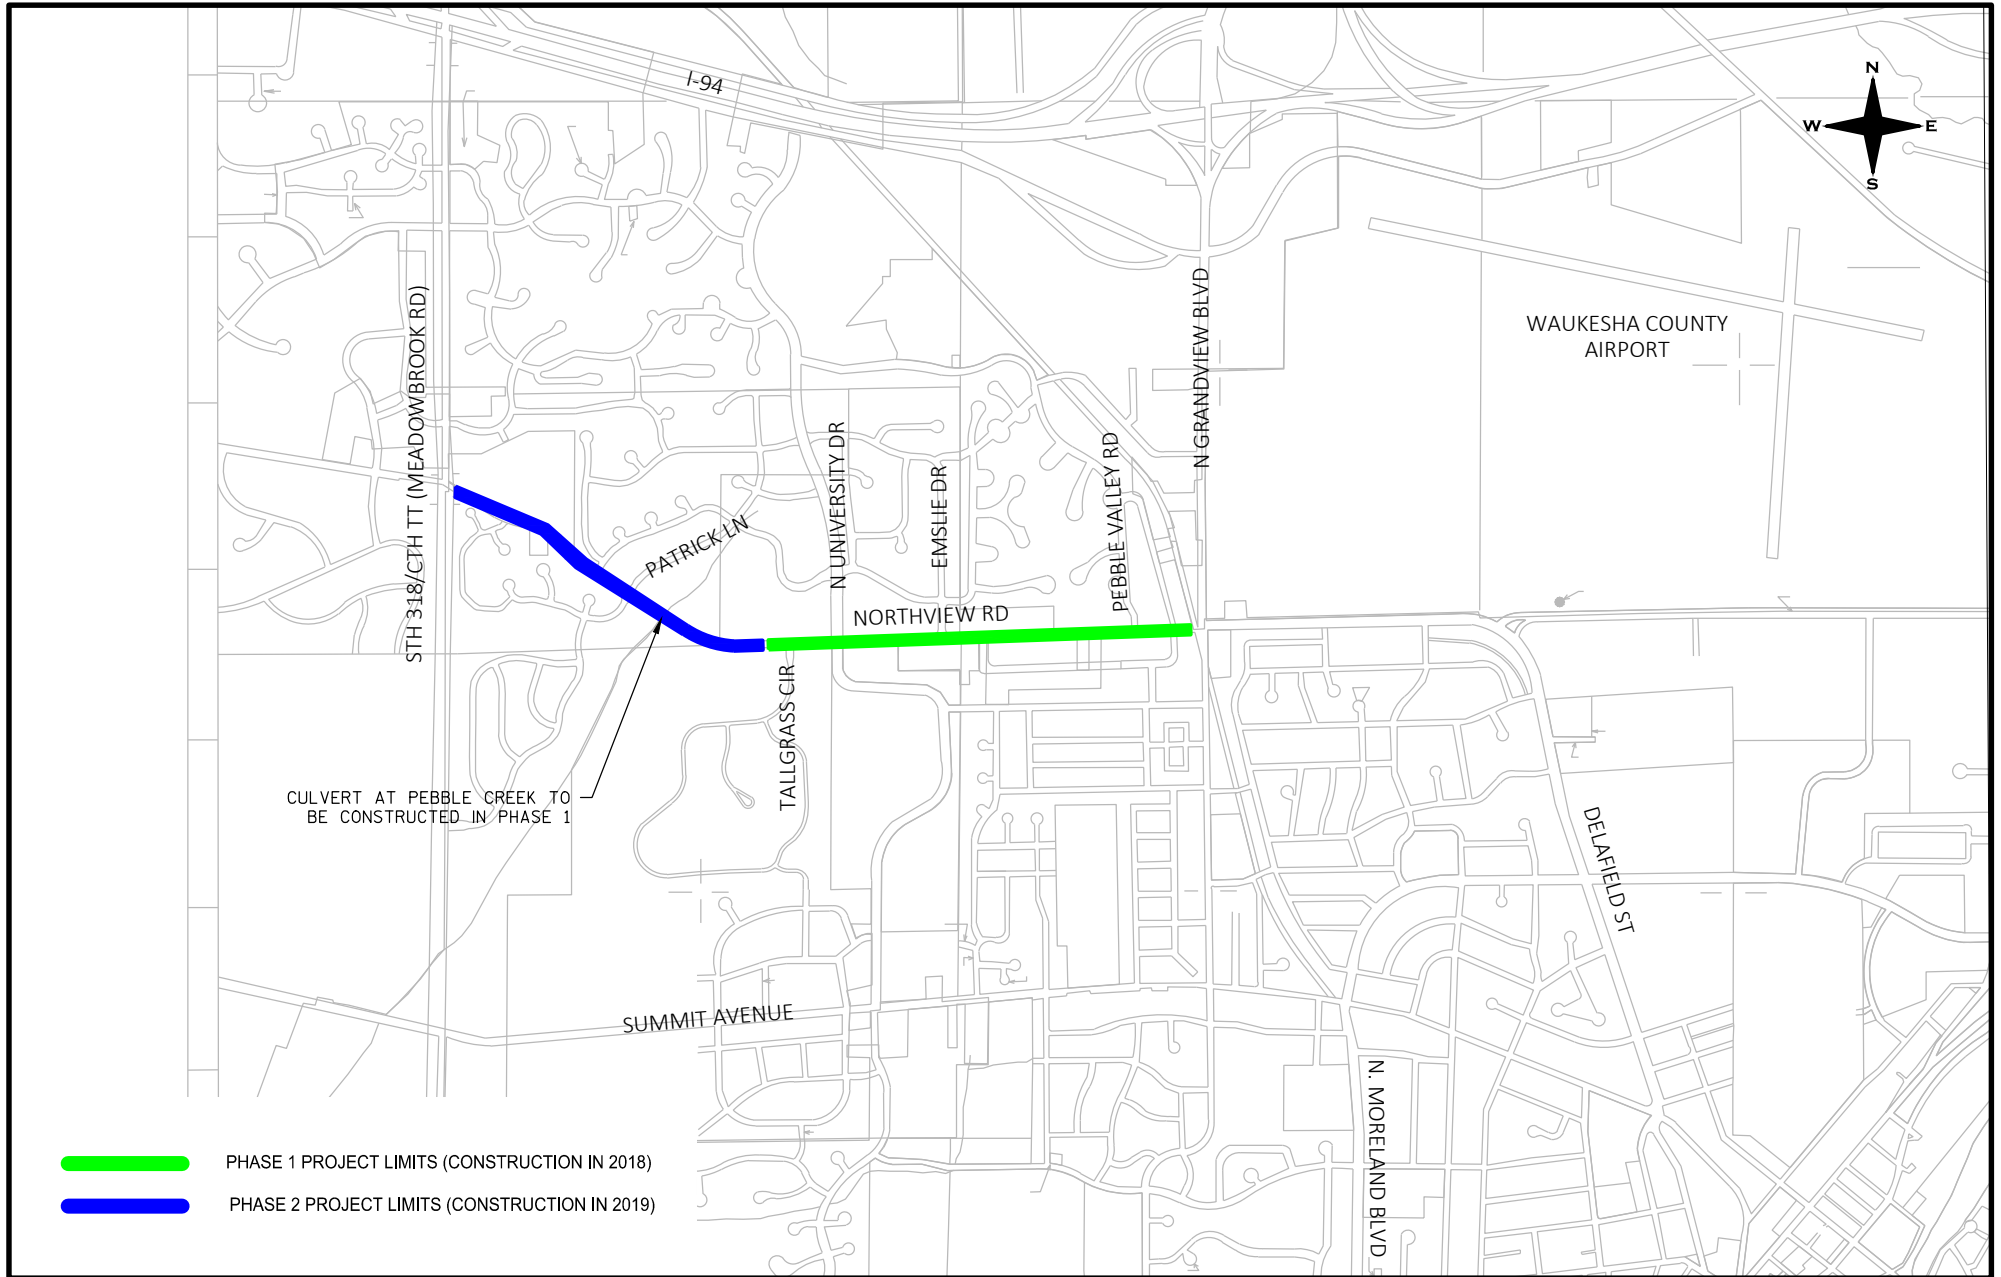 I-94
N
W
E
S
WAUKESHA COUNTY
AIRPORT
STH 318/CTH TT (MEADOWBROOK RD)
N GRANDVIEW BLVD
N UNIVERSITY DR
EMSLIE DR
PEBBLE VALLEY RD
PATRICK LN
NORTHVIEW RD
TALLGRASS CIR
CULVERT AT PEBBLE CREEK TO
BE CONSTRUCTED IN PHASE 1
DELAFIELD ST
SUMMIT AVENUE
N. MORELAND BLVD
PHASE 1 PROJECT LIMITS (CONSTRUCTION IN 2018)
PHASE 2 PROJECT LIMITS (CONSTRUCTION IN 2019)